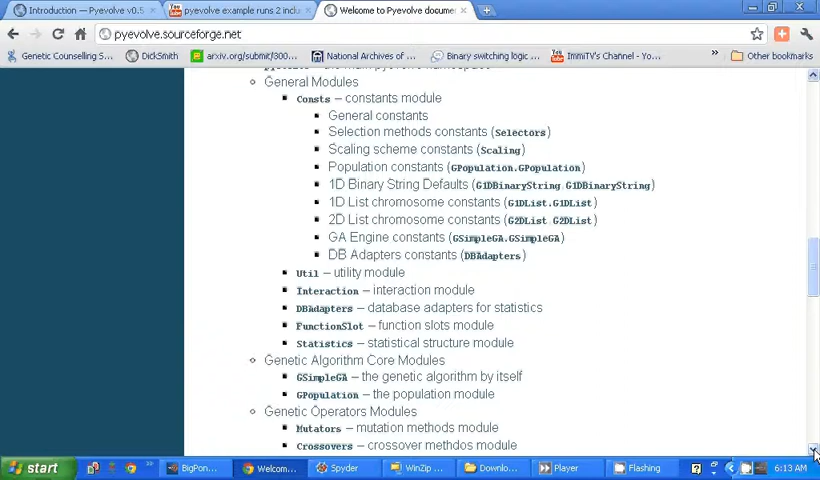 Introduction — Pyevolve v0.5
pyevolve example runs 2 inclu
Welcome to Pyevolve docume
pyevolve.sourceforge.net
Genetic Counselling S...
DickSmith
arxiv.org/submit/300...
National Archives of ...
Binary switching logic ...
ImmiTV's Channel - Yo...
»
Other bookmarks
General Modules
Consts — constants module
General constants
Selection methods constants (Selectors)
Scaling scheme constants (Scaling)
Population constants (GPopulation.GPopulation)
1D Binary String Defaults (G1DBinaryString.G1DBinaryString)
1D List chromosome constants (G1DList.G1DList)
2D List chromosome constants (G2DList.G2DList)
GA Engine constants (GSimpleGA.GSimpleGA)
DB Adapters constants (DBAdapters)
Util — utility module
Interaction — interaction module
DBAdapters — database adapters for statistics
FunctionSlot — function slots module
Statistics — statistical structure module
Genetic Algorithm Core Modules
GSimpleGA — the genetic algorithm by itself
GPopulation — the population module
Genetic Operators Modules
Mutators — mutation methods module
Crossovers — crossover methdos module
start
BigPon...
Welcom...
Spyder
WinZip ...
Downlo...
Player
Flashing
6:13 AM